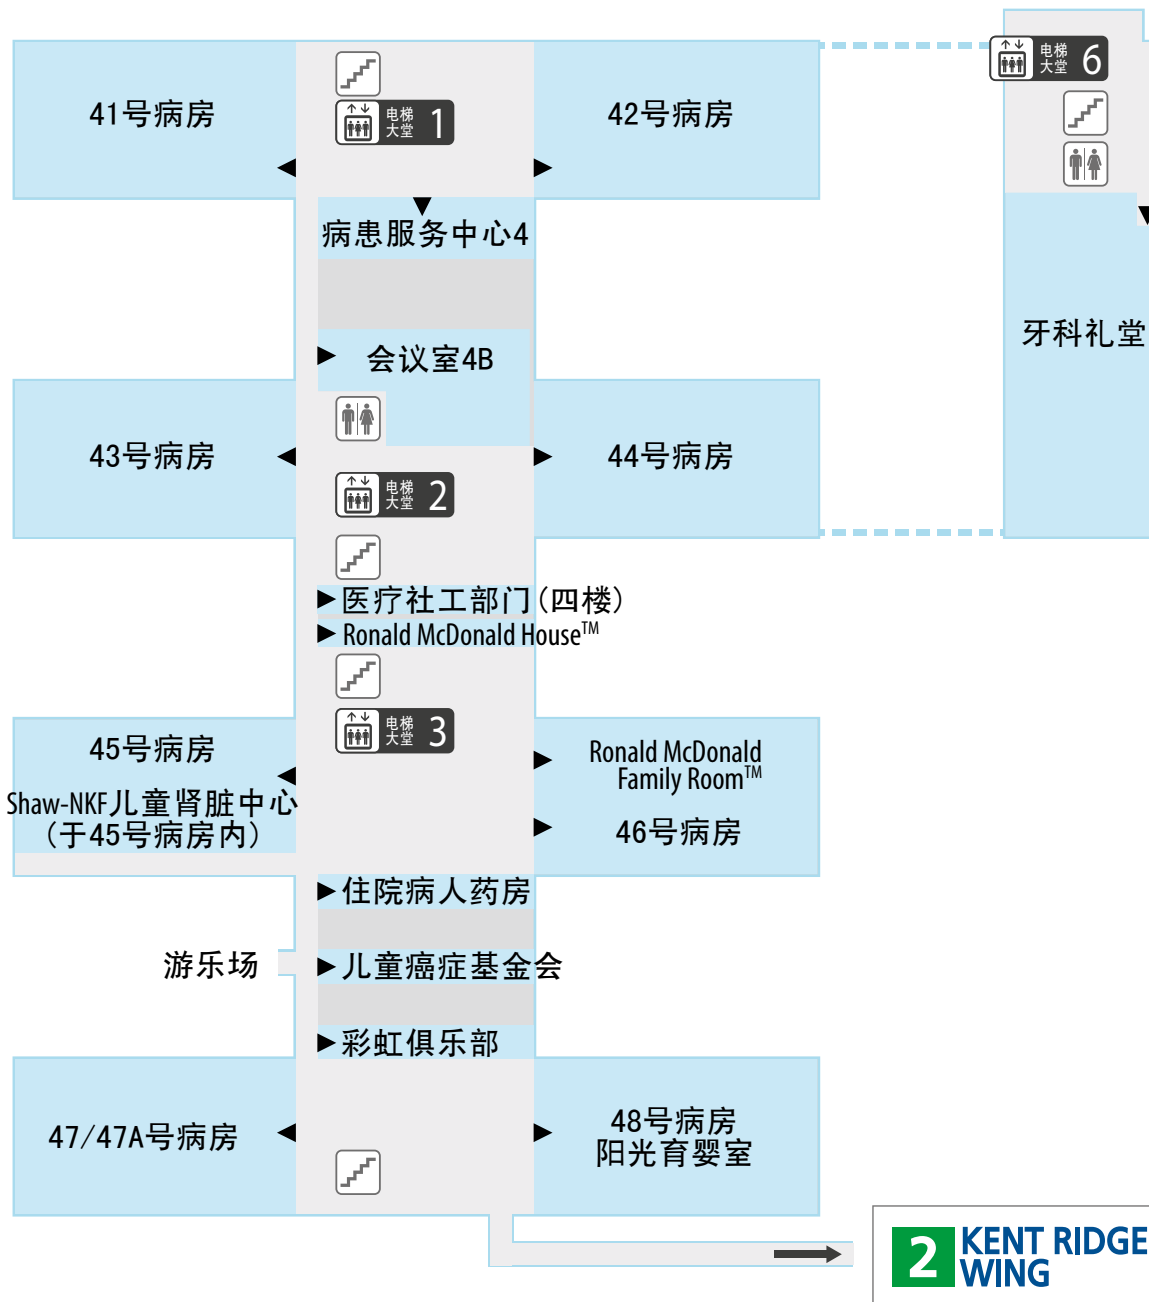 41号病房
电梯
大堂 1
42号病房
电梯
大堂 6
病患服务中心4
会议室4B
牙科礼堂
43号病房
44号病房
电梯
大堂 2
医疗社工部门(四楼)
Ronald McDonald House™
电梯
大堂 3
45号病房
Shaw-NKF儿童肾脏中心
(于45号病房内)
Ronald McDonald
Family Room™
46号病房
住院病人药房
游乐场
儿童癌症基金会
彩虹俱乐部
47/47A号病房
48号病房
阳光育婴室
2 KENT RIDGE
WING